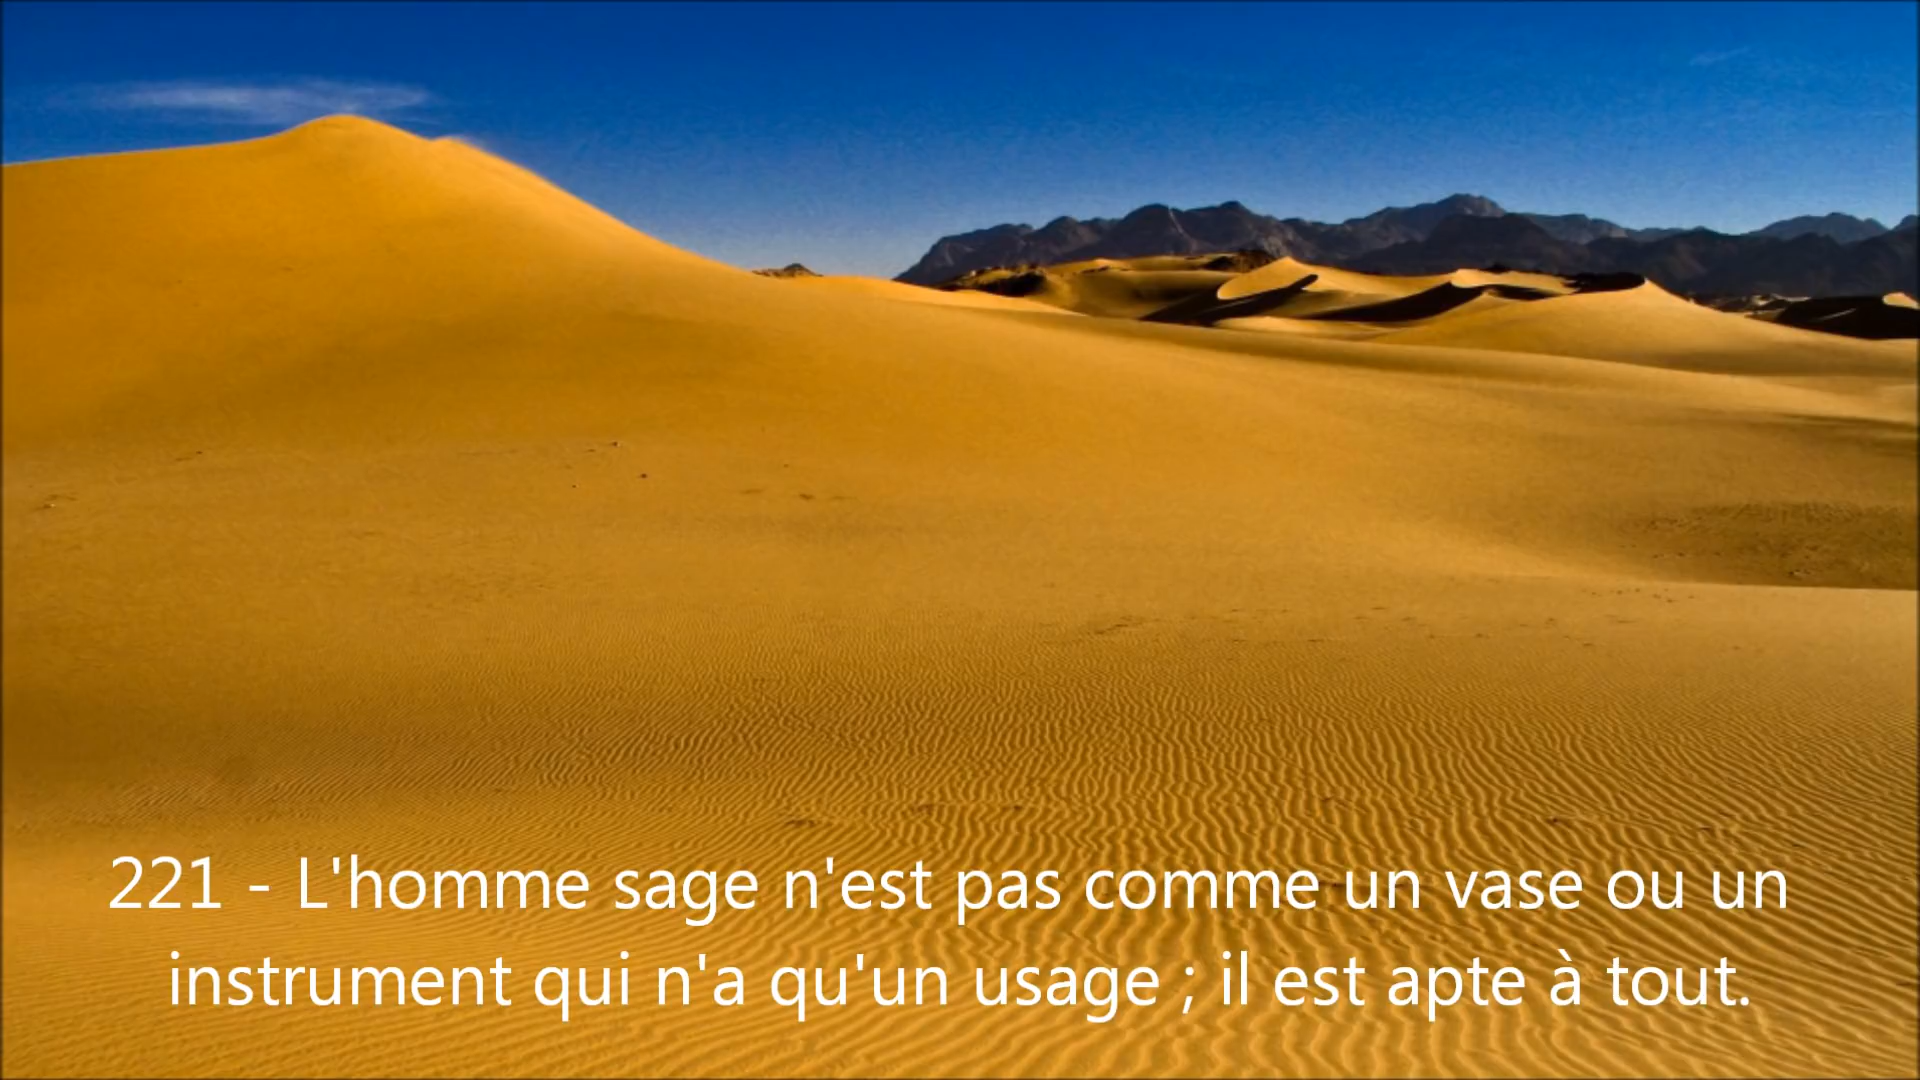 221 - L'homme sage n'est pas comme un vase ou un
instrument qui n'a qu'un usage ; il est apte à tout.